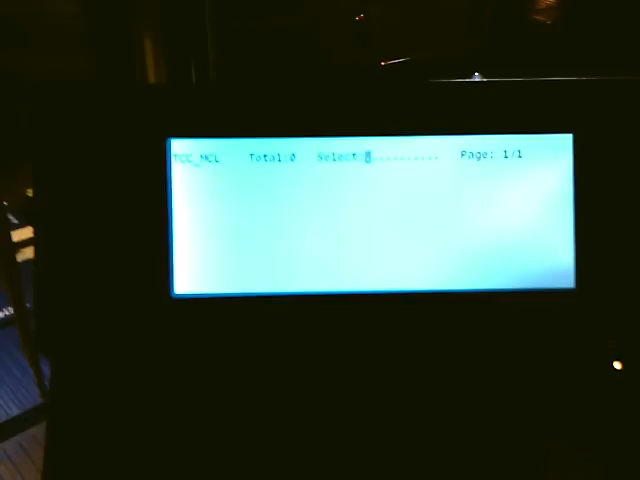 TCC_MCL Total:0 Select .......... Page: 1/1